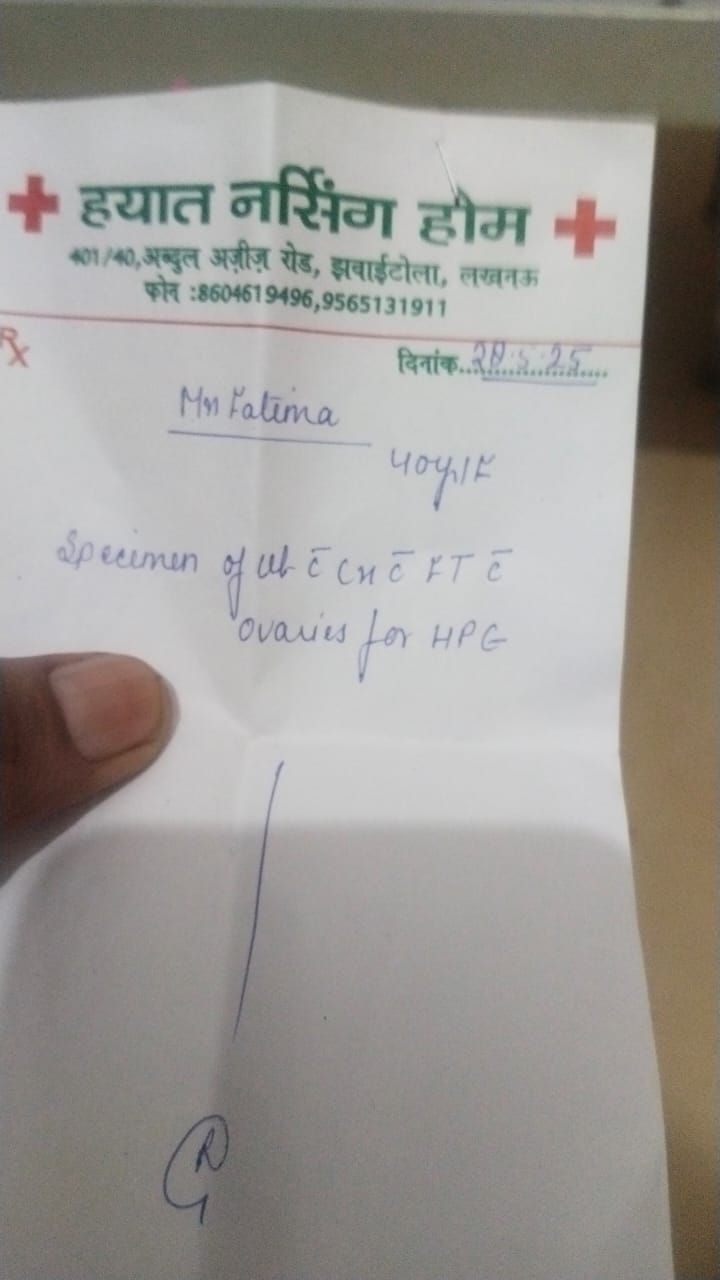 हयात नर्सिंग होम
401/40,अब्दुल अज़ीज़ रोड, झवाईटोला, लखनऊ
फोन :8604619496,9565131911
Rx
दिनांक..28.5.25
Mrs Fatima
40y/F
Specimen of Ut c̄ Cx c̄ FT c̄
ovaries for HPE